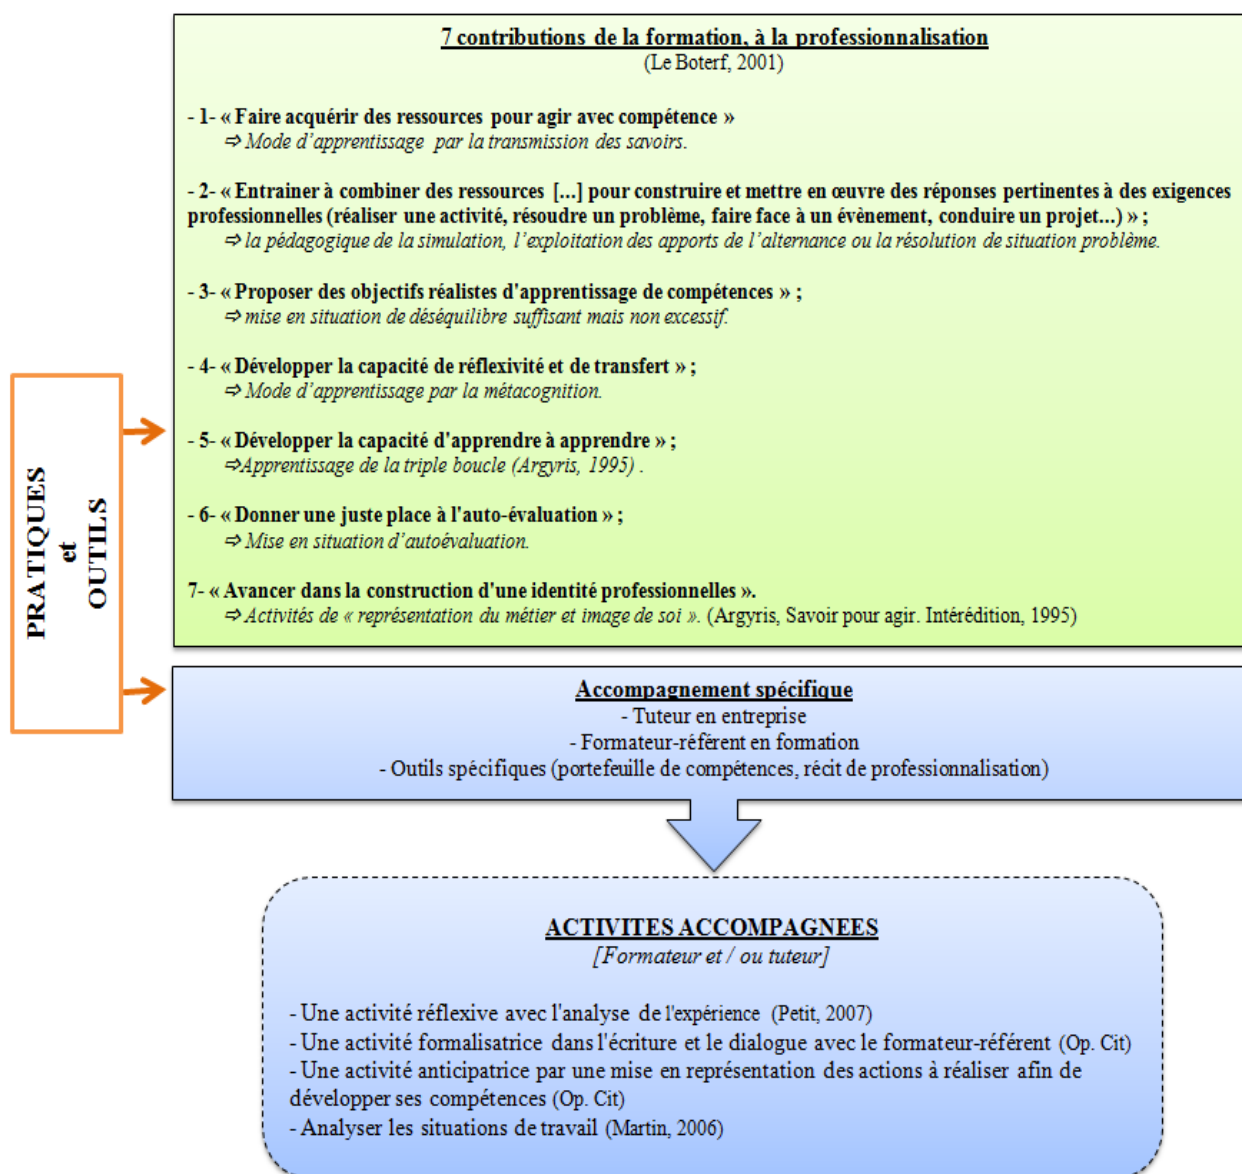 7 contributions de la formation, à la professionnalisation
(Le Boterf, 2001)
- 1- « Faire acquérir des ressources pour agir avec compétence »
⇨ Mode d’apprentissage par la transmission des savoirs.
- 2- « Entrainer à combiner des ressources [...] pour construire et mettre en œuvre des réponses pertinentes à des exigences
professionnelles (réaliser une activité, résoudre un problème, faire face à un évènement, conduire un projet...) » ;
⇨ la pédagogique de la simulation, l’exploitation des apports de l’alternance ou la résolution de situation problème.
- 3- « Proposer des objectifs réalistes d'apprentissage de compétences » ;
⇨ mise en situation de déséquilibre suffisant mais non excessif.
- 4- « Développer la capacité de réflexivité et de transfert » ;
⇨ Mode d’apprentissage par la métacognition.
- 5- « Développer la capacité d'apprendre à apprendre » ;
⇨Apprentissage de la triple boucle (Argyris, 1995) .
- 6- « Donner une juste place à l'auto-évaluation » ;
⇨ Mise en situation d’autoévaluation.
7- « Avancer dans la construction d'une identité professionnelles ».
⇨ Activités de « représentation du métier et image de soi ». (Argyris, Savoir pour agir. Intérédition, 1995)
PRATIQUES
et
OUTILS
Accompagnement spécifique
- Tuteur en entreprise
- Formateur-référent en formation
- Outils spécifiques (portefeuille de compétences, récit de professionnalisation)
ACTIVITES ACCOMPAGNEES
[Formateur et / ou tuteur]
- Une activité réflexive avec l'analyse de l'expérience (Petit, 2007)
- Une activité formalisatrice dans l'écriture et le dialogue avec le formateur-référent (Op. Cit)
- Une activité anticipatrice par une mise en représentation des actions à réaliser afin de
développer ses compétences (Op. Cit)
- Analyser les situations de travail (Martin, 2006)